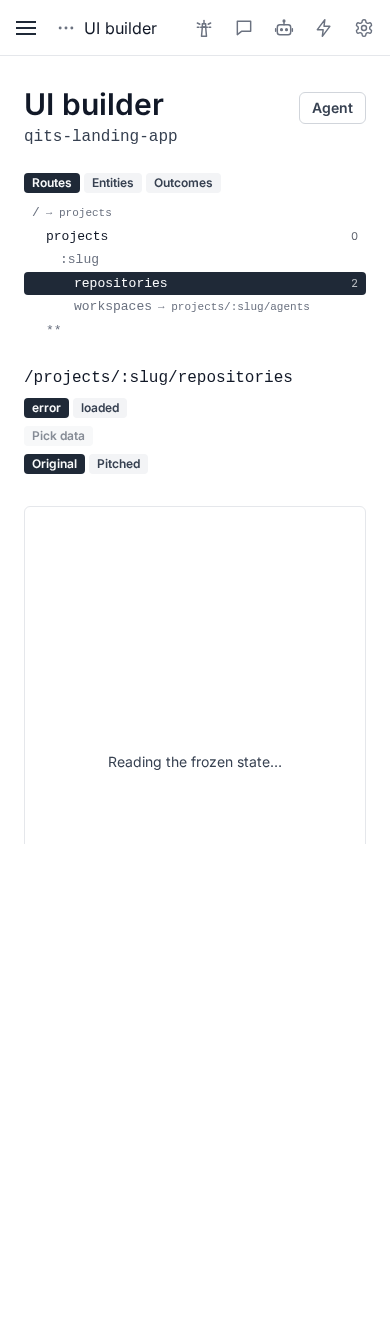 UI builder
UI builder
Agent
qits-landing-app
Routes Entities Outcomes
/ → projects
projects 0
:slug
repositories 2
workspaces → projects/:slug/agents
**
/projects/:slug/repositories
error loaded
Pick data
Original Pitched
Reading the frozen state...